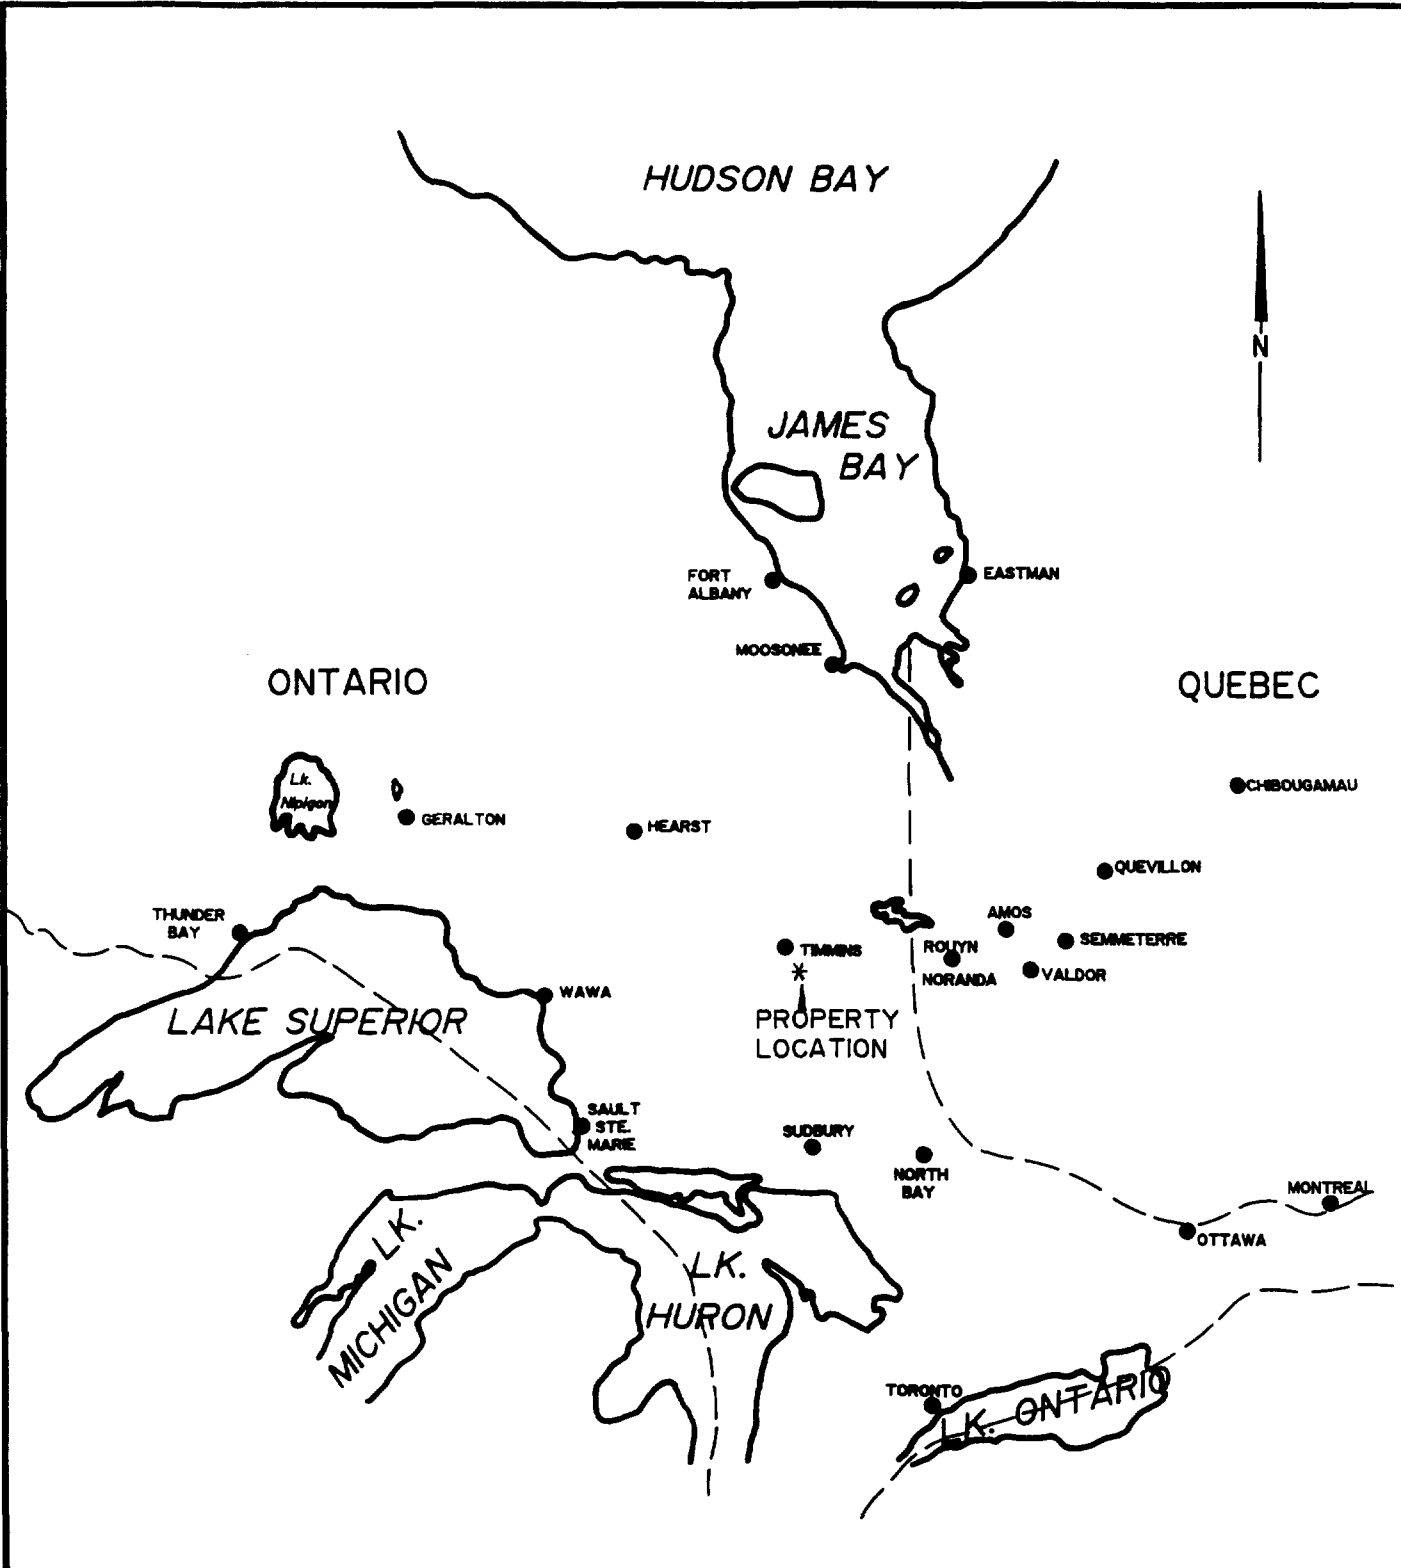 HUDSON BAY
N
JAMES
BAY
FORT
ALBANY
EASTMAN
MOOSONEE
ONTARIO
QUEBEC
Lk.
Nipigon
GERALTON
HEARST
CHIBOUGAMAU
QUEVILLON
THUNDER
BAY
AMOS
TIMMINS
ROUYN
NORANDA
SEMMETERRE
VALDOR
WAWA
LAKE SUPERIOR
PROPERTY
LOCATION
SAULT
STE.
MARIE
SUDBURY
NORTH
BAY
MONTREAL
OTTAWA
LK.
MICHIGAN
LK.
HURON
TORONTO
LK. ONTARIO